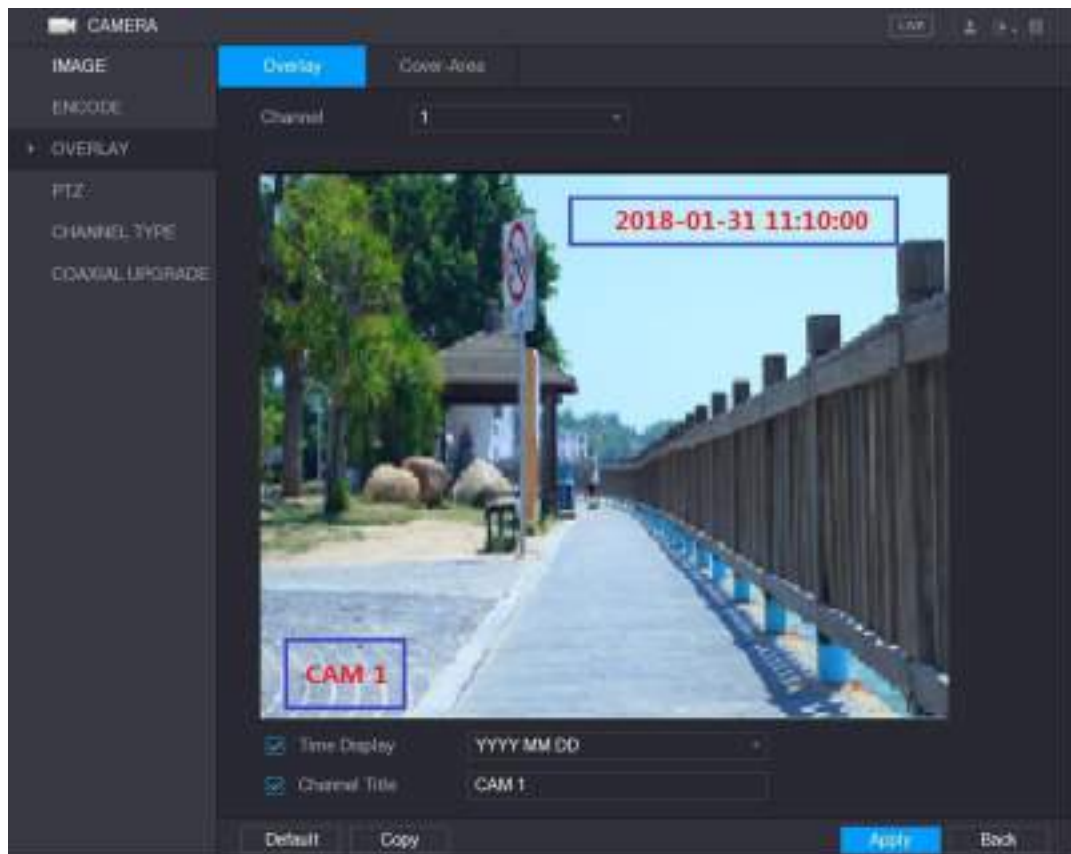 CAMERA
LIVE
IMAGE
ENCODE
OVERLAY
PTZ
CHANNEL TYPE
COAXIAL UPGRADE
Overlay
Cover-Area
Channel 1
2018-01-31 11:10:00
CAM 1
Time Display YYYY MM DD
Channel Title CAM 1
Default Copy Apply Back